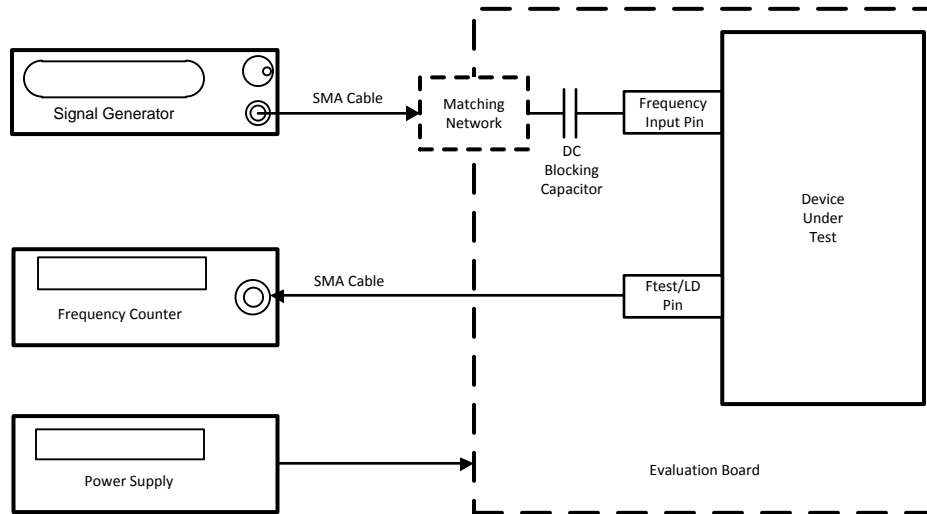 Signal Generator
SMA Cable
Matching
Network
DC
Blocking
Capacitor
Frequency
Input Pin
Device
Under
Test
Frequency Counter
SMA Cable
Ftest/LD
Pin
Power Supply
Evaluation Board